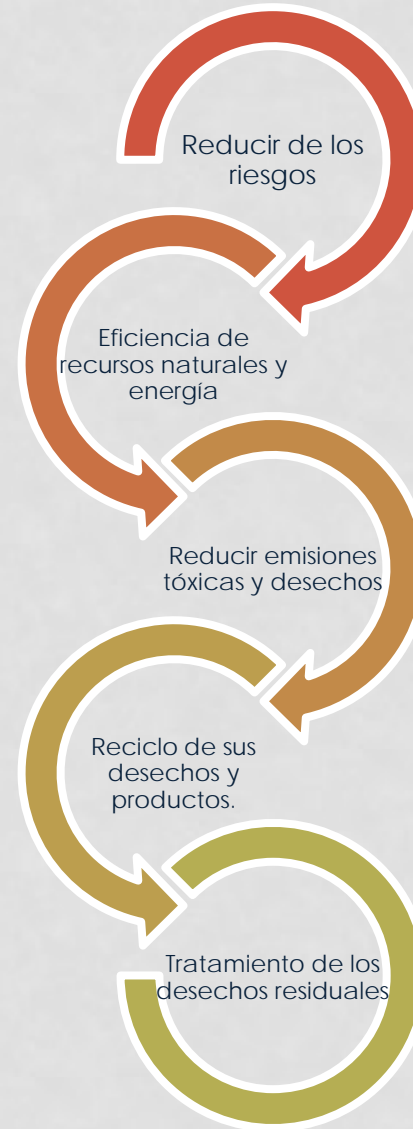 Reducir de los
riesgos
Eficiencia de
recursos naturales y
energía
Reducir emisiones
tóxicas y desechos
Reciclo de sus
desechos y
productos.
Tratamiento de los
desechos residuales